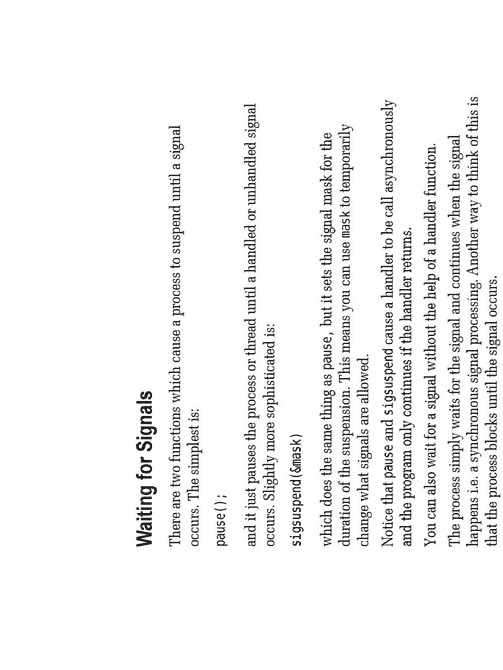 Waiting for Signals
There are two functions which cause a process to suspend until a signal
occurs. The simplest is:
pause();
and it just pauses the process or thread until a handled or unhandled signal
occurs. Slightly more sophisticated is:
sigsuspend(&mask)
which does the same thing as pause, but it sets the signal mask for the
duration of the suspension. This means you can use mask to temporarily
change what signals are allowed.
Notice that pause and sigsuspend cause a handler to be call asynchronously
and the program only continues if the handler returns.
You can also wait for a signal without the help of a handler function.
The process simply waits for the signal and continues when the signal
happens i.e. a synchronous signal processing. Another way to think of this is
that the process blocks until the signal occurs.